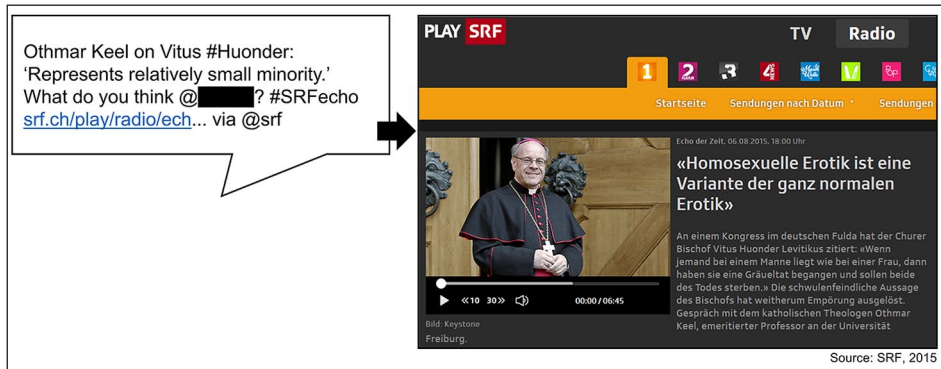 Othmar Keel on Vitus #Huonder:
‘Represents relatively small minority.’
What do you think @ ? #SRFecho
srf.ch/play/radio/ech... via @srf
PLAY SRF
TV Radio
1 2 3 4 Musik Welle V BP
Startseite Sendungen nach Datum Sendungen
Echo der Zeit, 06.08.2015, 18:00 Uhr
«Homosexuelle Erotik ist eine
Variante der ganz normalen
Erotik»
An einem Kongress im deutschen Fulda hat der Churer
Bischof Vitus Huonder Levitikus zitiert: «Wenn
jemand bei einem Manne liegt wie bei einer Frau, dann
haben sie eine Gräueltat begangen und sollen beide
des Todes sterben.» Die schwulenfeindliche Aussage
des Bischofs hat weitherum Empörung ausgelöst.
Gespräch mit dem katholischen Theologen Othmar
Keel, emeritierter Professor an der Universität
«10 30» 00:00 / 06:45
Bild: Keystone
Freiburg.
Source: SRF, 2015